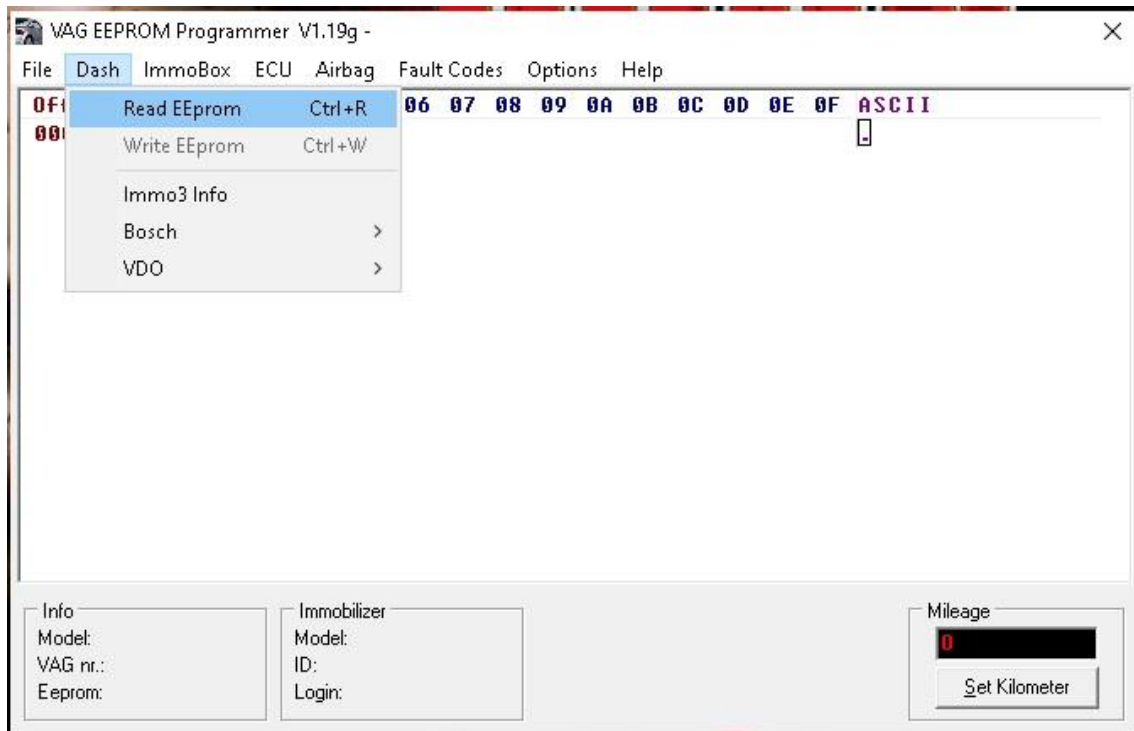 VAG EEPROM Programmer V1.19g -
File Dash ImmoBox ECU Airbag Fault Codes Options Help
06 07 08 09 0A 0B 0C 0D 0E 0F ASCII
Read EEprom Ctrl+R
.
Write EEprom Ctrl+W
Immo3 Info
Bosch >
VDO >
Info
Model:
VAG nr.:
Eeprom:
Immobilizer
Model:
ID:
Login:
Mileage
0
Set Kilometer